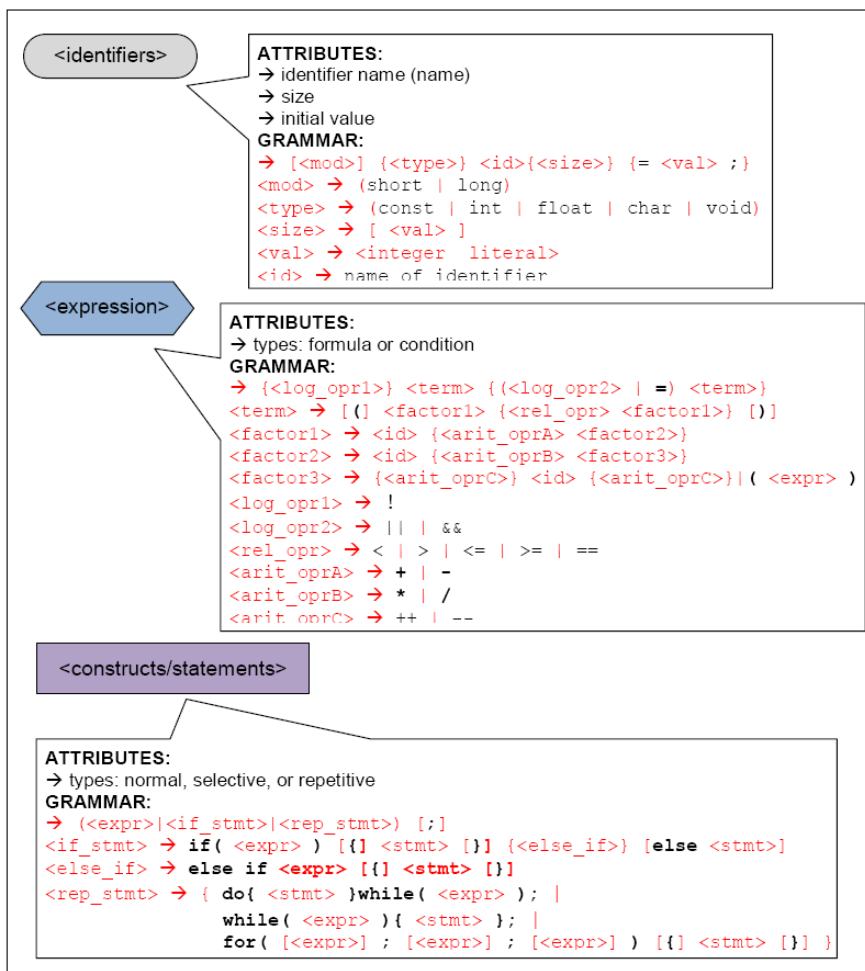 <identifiers>
ATTRIBUTES:
→ identifier name (name)
→ size
→ initial value
GRAMMAR:
→ [<mod>] {<type>} <id>{<size>} {= <val> ;}
<mod> → (short | long)
<type> → (const | int | float | char | void)
<size> → [ <val> ]
<val> → <integer literal>
<id> → name of identifier
<expression>
ATTRIBUTES:
→ types: formula or condition
GRAMMAR:
→ {<log_opr1>} <term> {(<log_opr2> | =) <term>}
<term> → [(] <factor1> {<rel_opr> <factor1>} [)]
<factor1> → <id> {<arit_oprA> <factor2>}
<factor2> → <id> {<arit_oprB> <factor3>}
<factor3> → {<arit_oprC>} <id> {<arit_oprC>}|( <expr> )
<log_opr1> → !
<log_opr2> → || | &&
<rel_opr> → < | > | <= | >= | ==
<arit_oprA> → + | -
<arit_oprB> → * | /
<arit_oprC> → ++ | --
<constructs/statements>
ATTRIBUTES:
→ types: normal, selective, or repetitive
GRAMMAR:
→ (<expr>|<if_stmt>|<rep_stmt>) [;]
<if_stmt> → if( <expr> ) [{] <stmt> [}] {<else_if>} [else <stmt>]
<else_if> → else if <expr> [{] <stmt> [}]
<rep_stmt> → { do{ <stmt> }while( <expr> ); |
while( <expr> ){ <stmt> }; |
for( [<expr>] ; [<expr>] ; [<expr>] ) [{] <stmt> [}] }